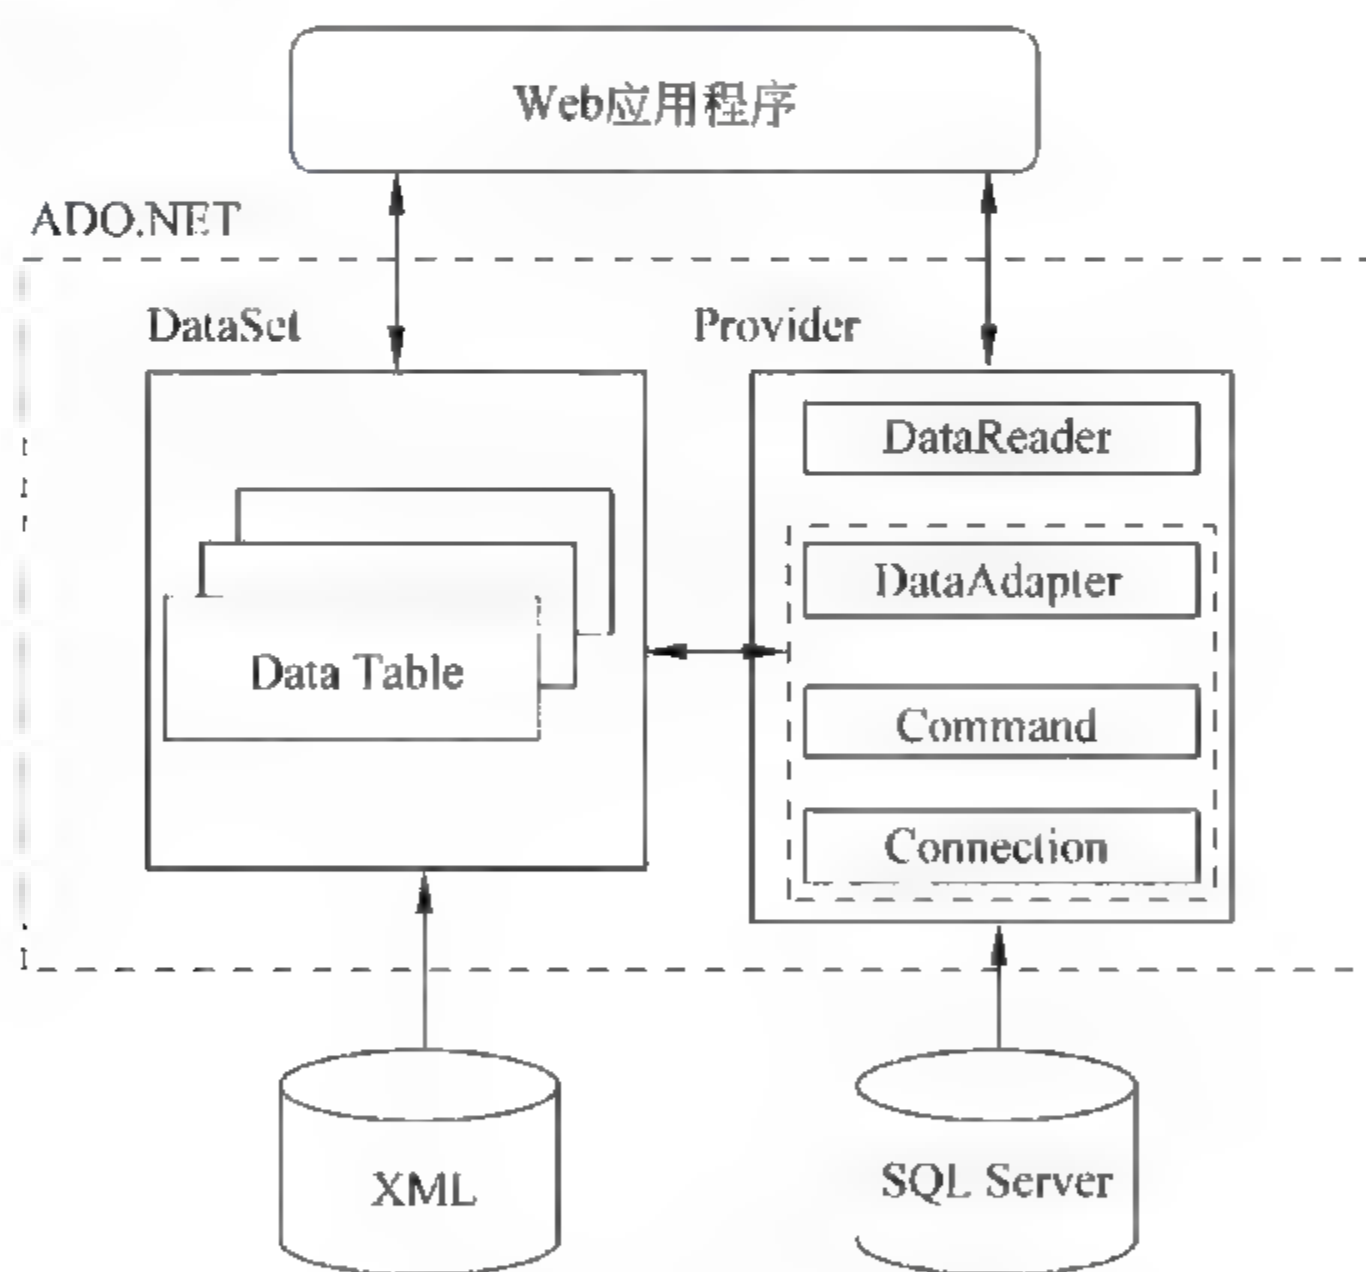 Web应用程序
ADO.NET
DataSet
Provider
DataReader
DataAdapter
Data Table
Command
Connection
XML
SQL Server